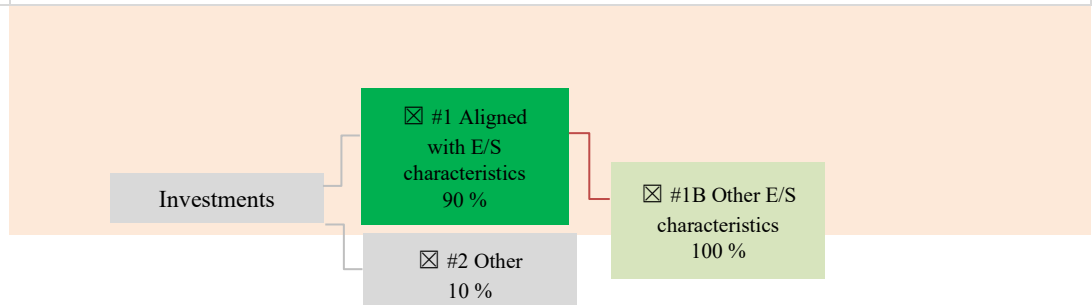 Investments
☒ #1 Aligned
with E/S
characteristics
90 %
☒ #2 Other
10 %
☒ #1B Other E/S
characteristics
100 %